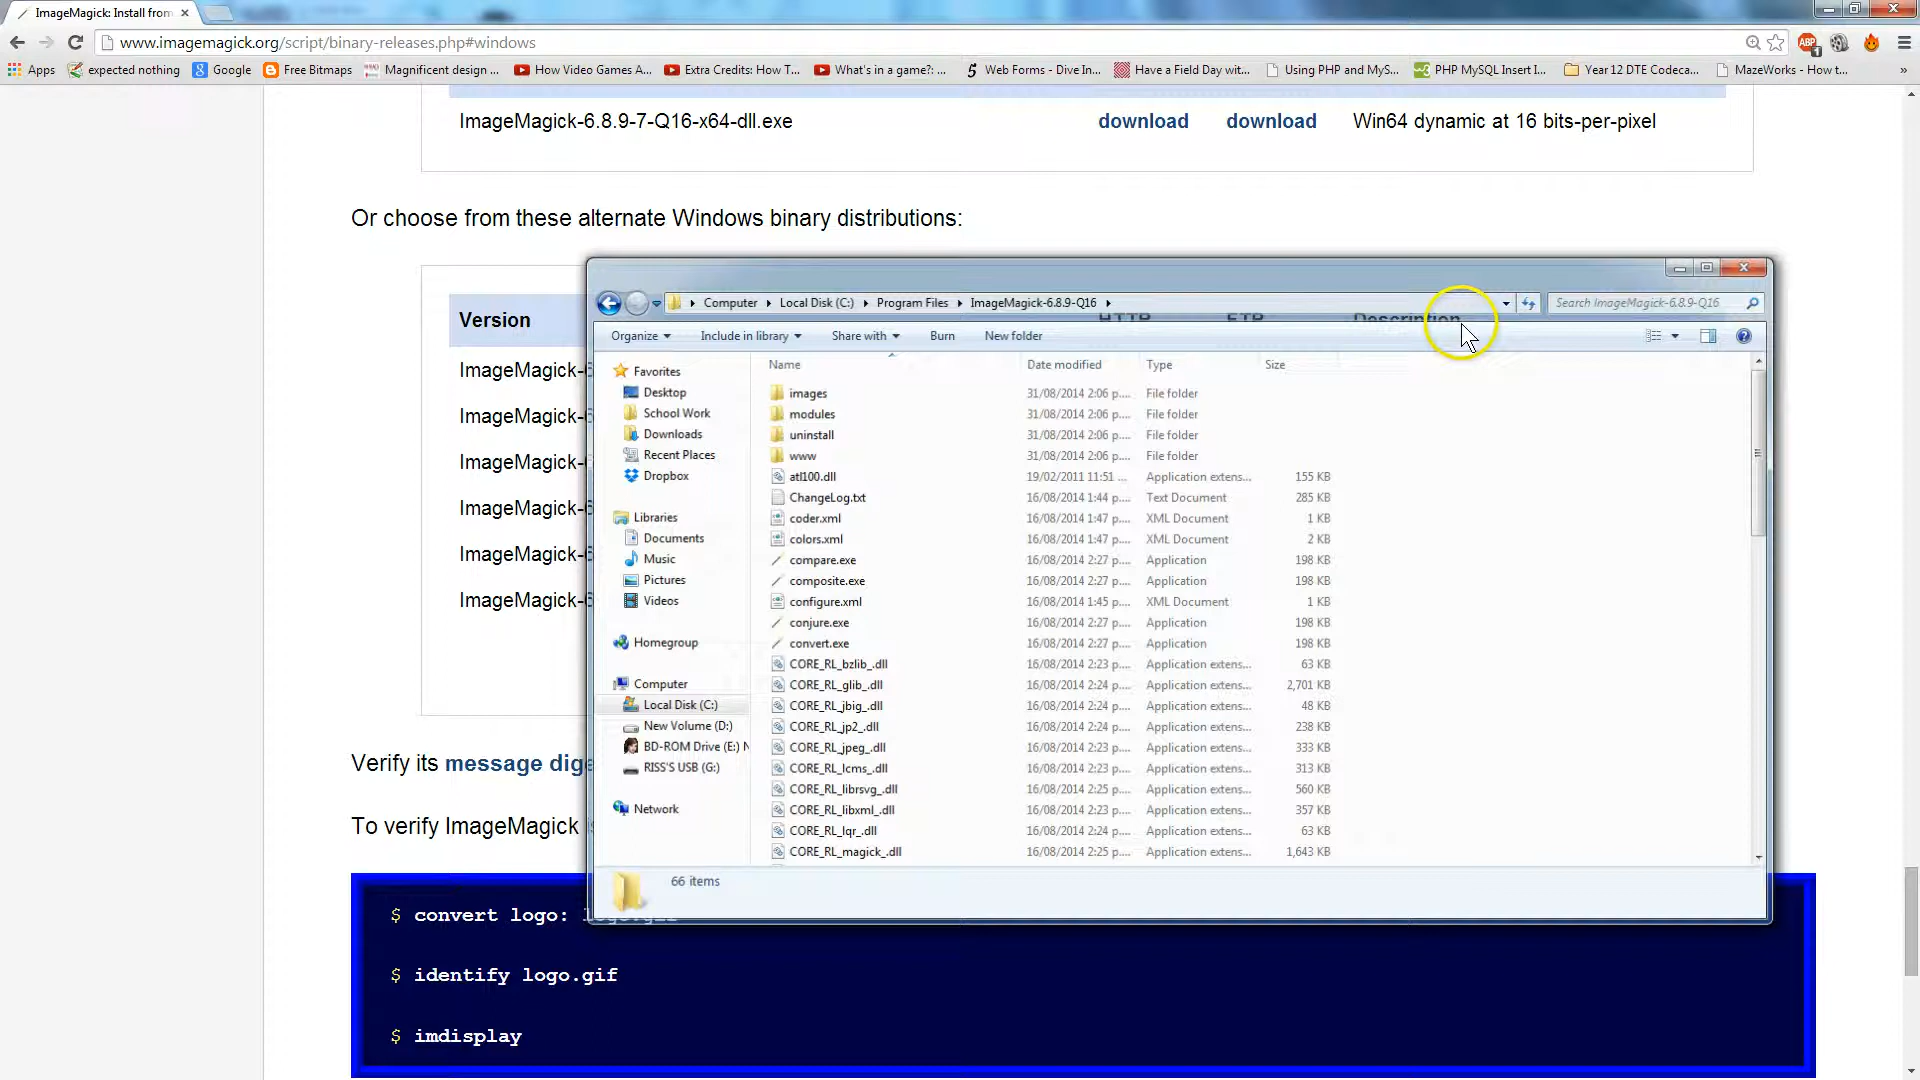 ImageMagick: Install from
www.imagemagick.org/script/binary-releases.php#windows
Apps expected nothing Google Free Bitmaps Magnificent design ... How Video Games A... Extra Credits: How T... What's in a game?: ... Web Forms - Dive In... Have a Field Day wit... Using PHP and MyS... PHP MySQL Insert I... Year 12 DTE Codeca... MazeWorks - How t... »
ImageMagick-6.8.9-7-Q16-x64-dll.exe download download Win64 dynamic at 16 bits-per-pixel
Or choose from these alternate Windows binary distributions:
Version HTTP FTP Description
Computer Local Disk (C:) Program Files ImageMagick-6.8.9-Q16 Search ImageMagick-6.8.9-Q16
Organize Include in library Share with Burn New folder
Name Date modified Type Size
Favorites
Desktop
School Work
Downloads
Recent Places
Dropbox
Libraries
Documents
Music
Pictures
Videos
Homegroup
Computer
Local Disk (C:)
New Volume (D:)
BD-ROM Drive (E:) N
RISS'S USB (G:)
Network
images 31/08/2014 2:06 p.... File folder
modules 31/08/2014 2:06 p.... File folder
uninstall 31/08/2014 2:06 p.... File folder
www 31/08/2014 2:06 p.... File folder
atl100.dll 19/02/2011 11:51 ... Application extens... 155 KB
ChangeLog.txt 16/08/2014 1:44 p.... Text Document 285 KB
coder.xml 16/08/2014 1:47 p.... XML Document 1 KB
colors.xml 16/08/2014 1:47 p.... XML Document 2 KB
compare.exe 16/08/2014 2:27 p.... Application 198 KB
composite.exe 16/08/2014 2:27 p.... Application 198 KB
configure.xml 16/08/2014 1:45 p.... XML Document 1 KB
conjure.exe 16/08/2014 2:27 p.... Application 198 KB
convert.exe 16/08/2014 2:27 p.... Application 198 KB
CORE_RL_bzlib_.dll 16/08/2014 2:23 p.... Application extens... 63 KB
CORE_RL_glib_.dll 16/08/2014 2:24 p.... Application extens... 2,701 KB
CORE_RL_jbig_.dll 16/08/2014 2:24 p.... Application extens... 48 KB
CORE_RL_jp2_.dll 16/08/2014 2:24 p.... Application extens... 238 KB
CORE_RL_jpeg_.dll 16/08/2014 2:23 p.... Application extens... 333 KB
CORE_RL_lcms_.dll 16/08/2014 2:23 p.... Application extens... 313 KB
CORE_RL_librsvg_.dll 16/08/2014 2:25 p.... Application extens... 560 KB
CORE_RL_libxml_.dll 16/08/2014 2:23 p.... Application extens... 357 KB
CORE_RL_lqr_.dll 16/08/2014 2:24 p.... Application extens... 63 KB
CORE_RL_magick_.dll 16/08/2014 2:25 p.... Application extens... 1,643 KB
66 items
ImageMagick-6
ImageMagick-6
ImageMagick-6
ImageMagick-6
ImageMagick-6
ImageMagick-6
Verify its message dige
To verify ImageMagick
$ convert logo: logo.gif
$ identify logo.gif
$ imdisplay